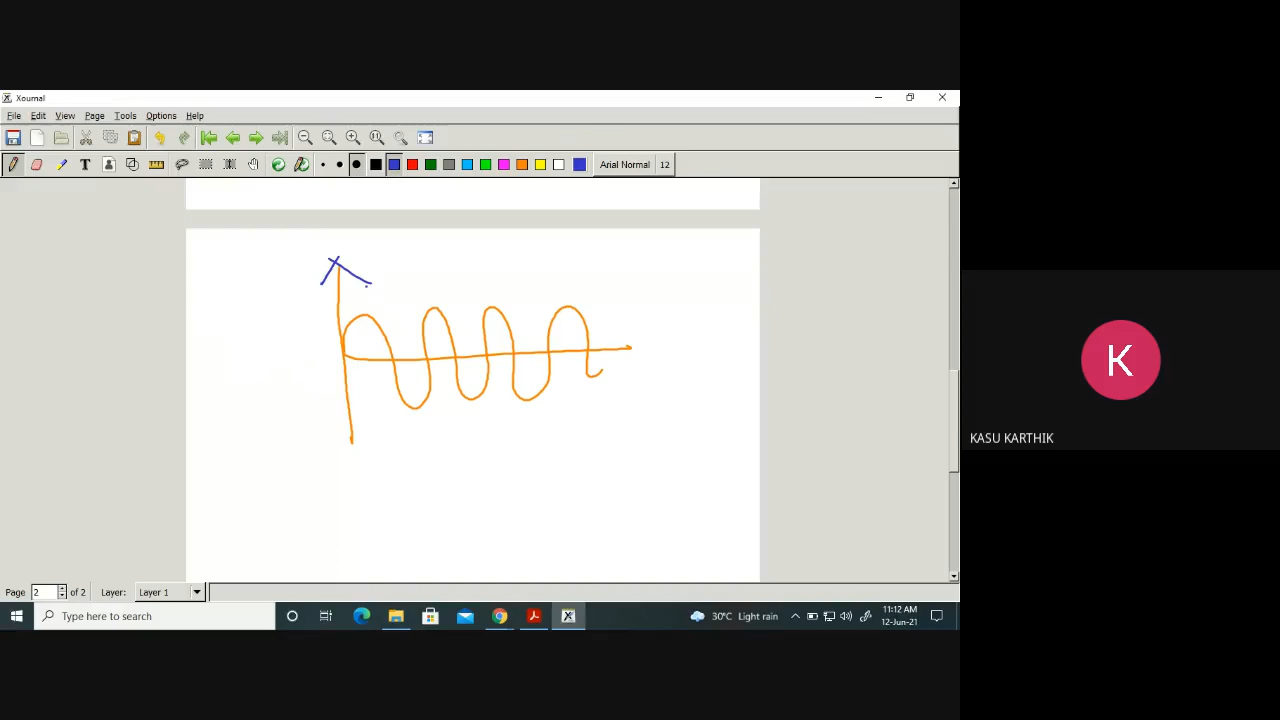 Xournal
File Edit View Page Tools Options Help
T
Arial Normal 12
K
KASU KARTHIK
Page 2 of 2 Layer: Layer 1
Type here to search
30°C Light rain
11:12 AM
12-Jun-21